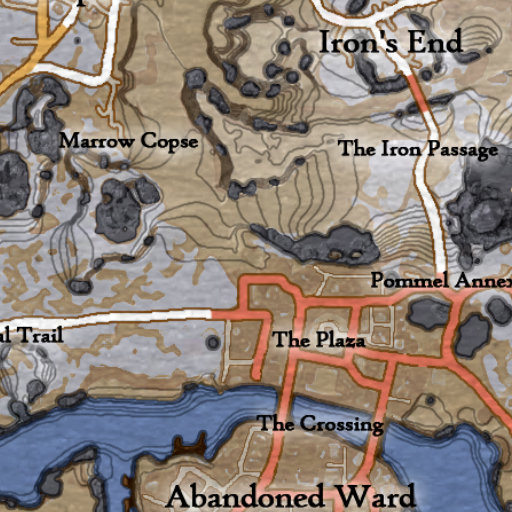 Iron's End
Marrow Copse
The Iron Passage
Pommel Annex
Trail
The Plaza
The Crossing
Abandoned Ward